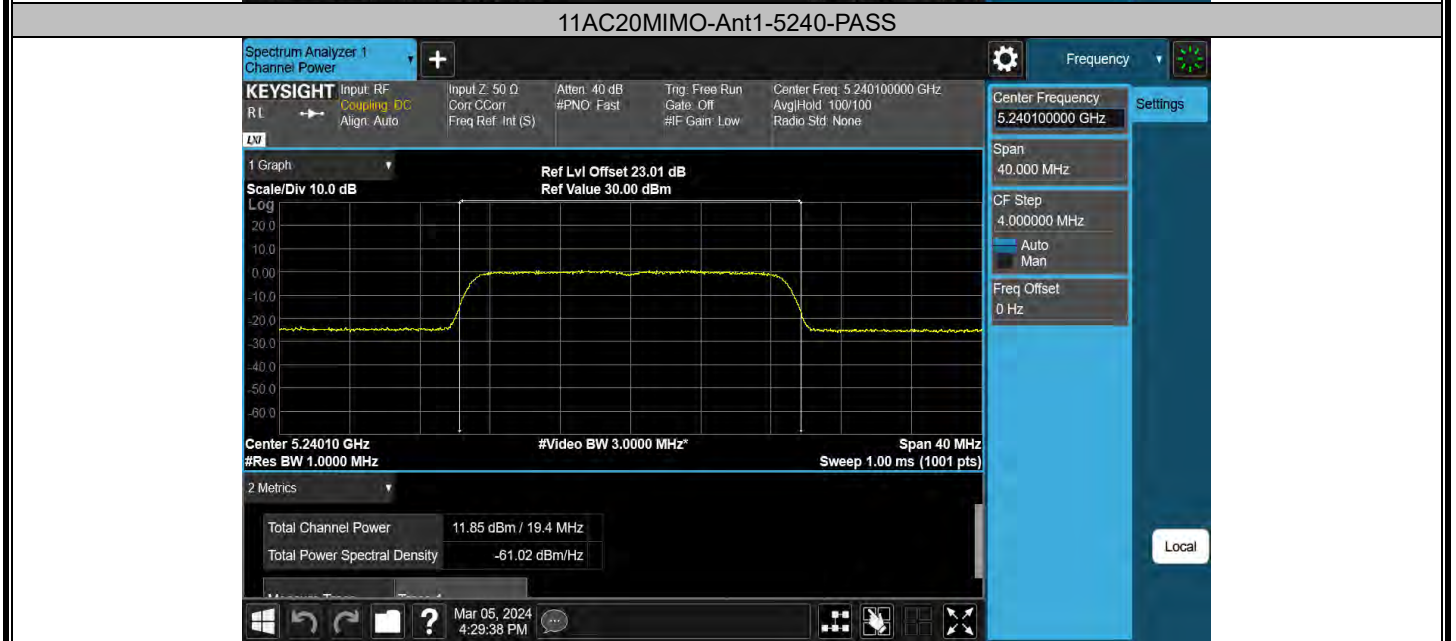 11AC20MIMO-Ant1-5240-PASS
Spectrum Analyzer 1
Channel Power
Frequency
KEYSIGHT
RL
LXI
Input: RF
Coupling: DC
Align: Auto
Input Z: 50 Ω
Corr CCorr
Freq Ref: Int (S)
Atten: 40 dB
#PNO: Fast
Trig: Free Run
Gate: Off
#IF Gain: Low
Center Freq: 5.240100000 GHz
Avg|Hold: 100/100
Radio Std: None
Center Frequency
5.240100000 GHz
Settings
Span
40.000 MHz
CF Step
4.000000 MHz
Auto
Man
Freq Offset
0 Hz
1 Graph
Scale/Div 10.0 dB
Ref Lvl Offset 23.01 dB
Ref Value 30.00 dBm
Log
20.0
10.0
0.00
-10.0
-20.0
-30.0
-40.0
-50.0
-60.0
Center 5.24010 GHz
#Video BW 3.0000 MHz*
Span 40 MHz
#Res BW 1.0000 MHz
Sweep 1.00 ms (1001 pts)
2 Metrics
Total Channel Power 11.85 dBm / 19.4 MHz
Total Power Spectral Density -61.02 dBm/Hz
Local
?
Mar 05, 2024
4:29:38 PM